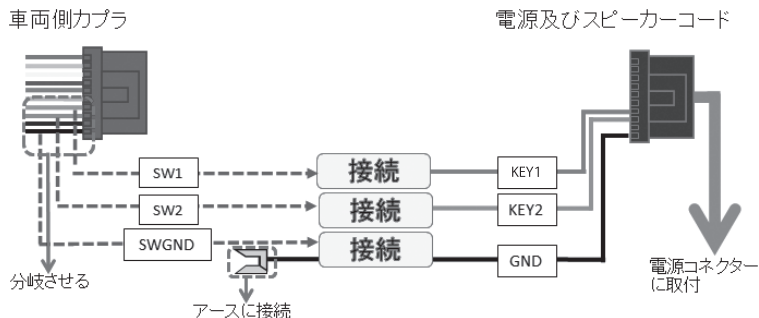 車両側カプラ
電源及びスピーカーコード
SW1
接続
KEY1
SW2
接続
KEY2
SWGND
接続
GND
分岐させる
アースに接続
電源コネクター
に取付